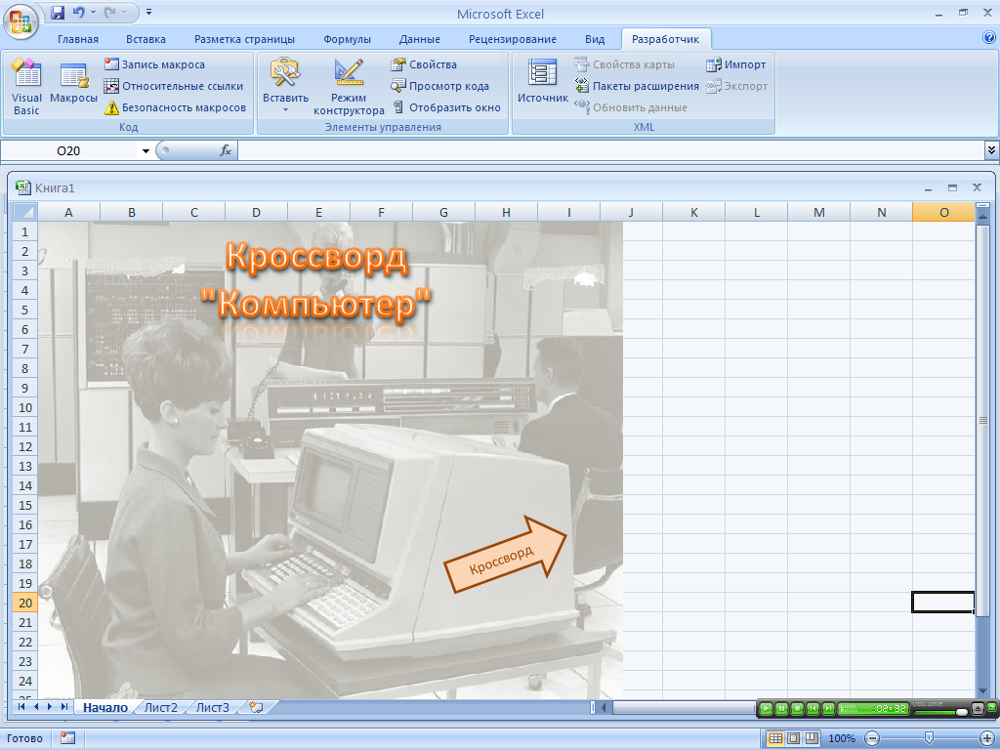 Microsoft Excel
Главная Вставка Разметка страницы Формулы Данные Рецензирование Вид Разработчик
Visual Basic
Макросы
Запись макроса
Относительные ссылки
Безопасность макросов
Код
Вставить
Режим конструктора
Свойства
Просмотр кода
Отобразить окно
Элементы управления
Источник
Свойства карты
Пакеты расширения
Обновить данные
Импорт
Экспорт
XML
O20
fx
Книга1
A B C D E F G H I J K L M N O
1
2
3
4
5
6
7
8
9
10
11
12
13
14
15
16
17
18
19
20
21
22
23
24
25
Кроссворд
"Компьютер"
Кроссворд
Начало Лист2 Лист3
VOLUME
Готово
100%